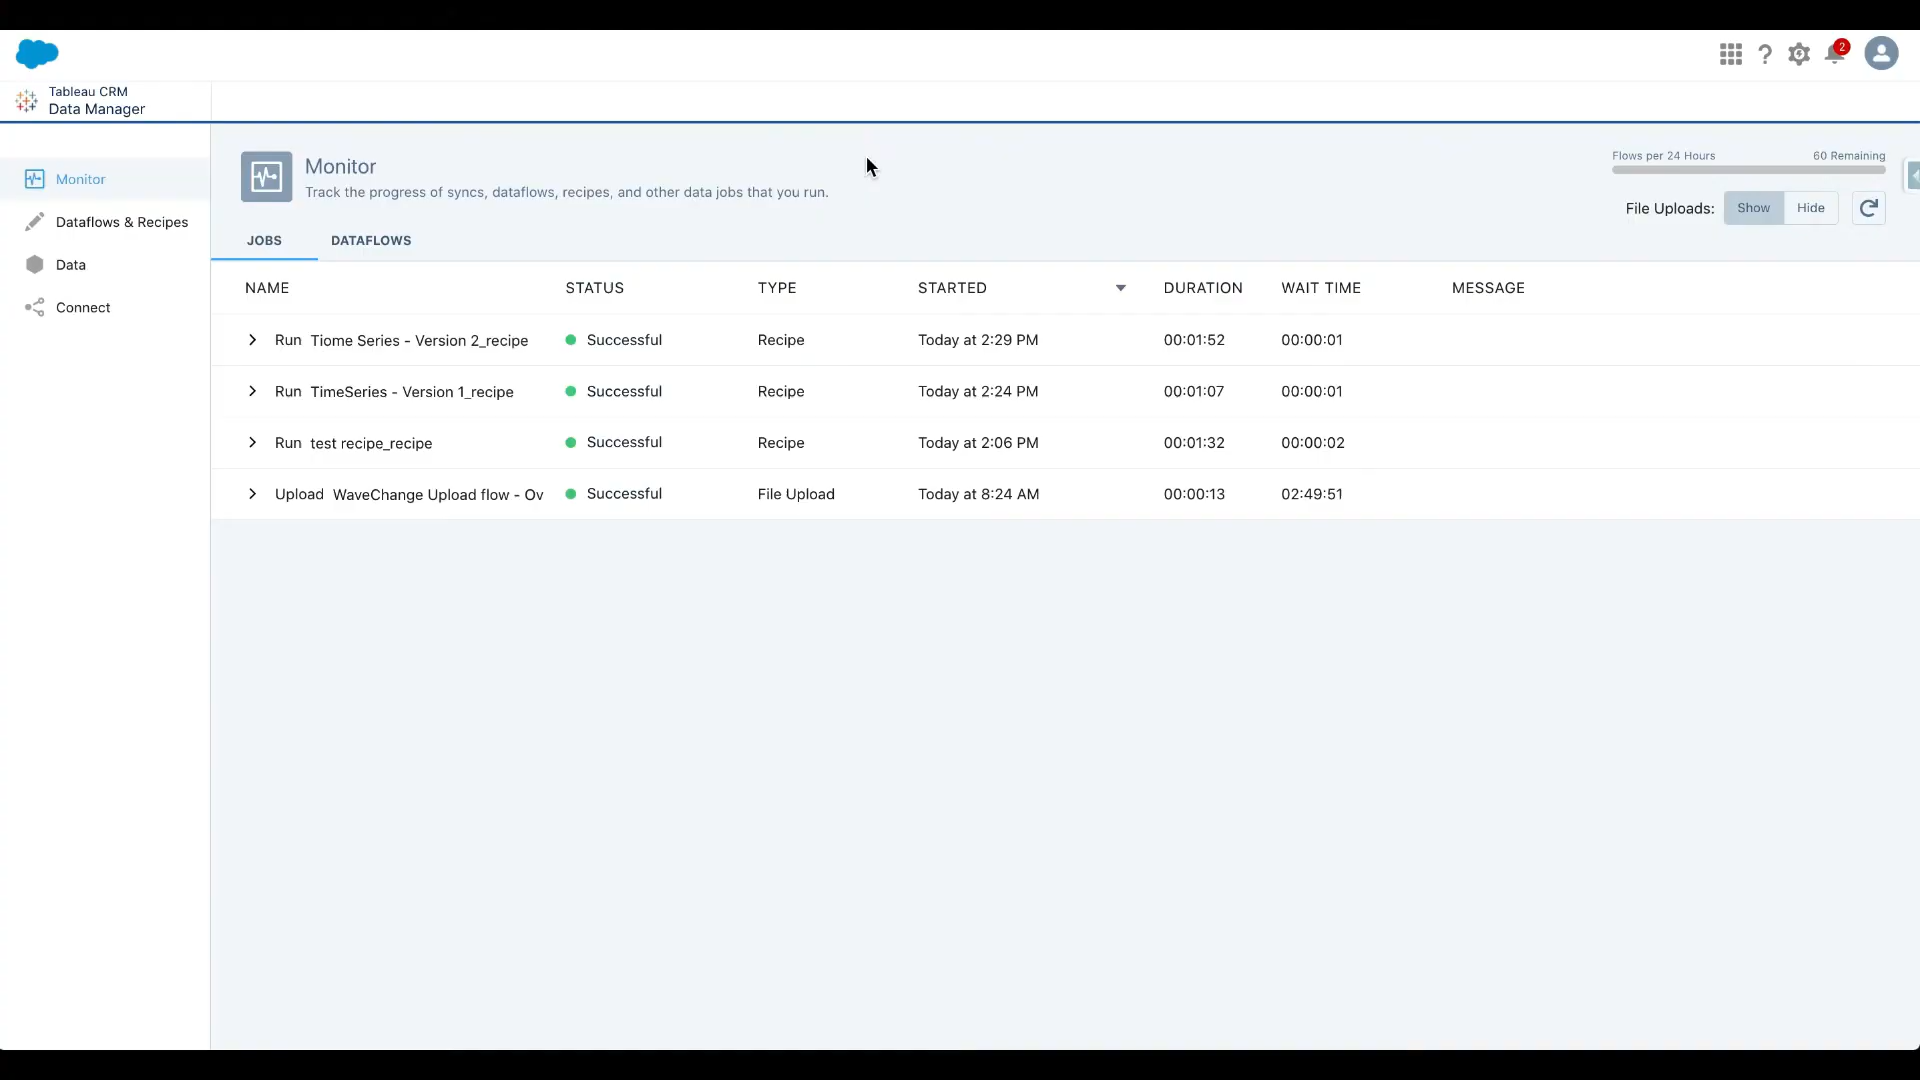 2
Tableau CRM
Data Manager
Monitor
Dataflows & Recipes
Data
Connect
Monitor
Track the progress of syncs, dataflows, recipes, and other data jobs that you run.
Flows per 24 Hours 60 Remaining
File Uploads: Show Hide
JOBS DATAFLOWS
NAME STATUS TYPE STARTED DURATION WAIT TIME MESSAGE
Run Tiome Series - Version 2_recipe Successful Recipe Today at 2:29 PM 00:01:52 00:00:01
Run TimeSeries - Version 1_recipe Successful Recipe Today at 2:24 PM 00:01:07 00:00:01
Run test recipe_recipe Successful Recipe Today at 2:06 PM 00:01:32 00:00:02
Upload WaveChange Upload flow - Ov Successful File Upload Today at 8:24 AM 00:00:13 02:49:51